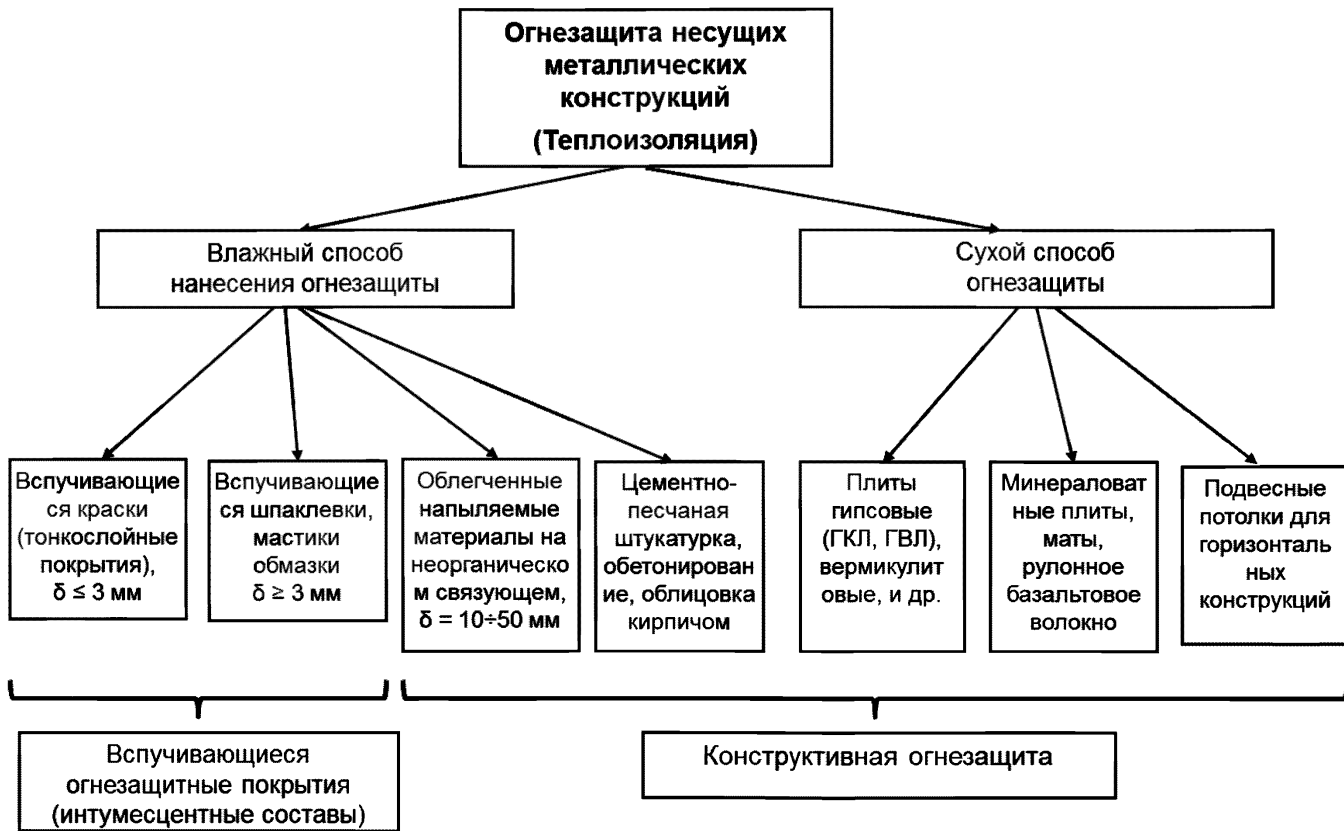 Огнезащита несущих
металлических
конструкций
(Теплоизоляция)
Влажный способ
нанесения огнезащиты
Сухой способ
огнезащиты
Вспучивающие
ся краски
(тонкослойные
покрытия),
δ ≤ 3 мм
Вспучивающие
ся шпаклевки,
мастики
обмазки
δ ≥ 3 мм
Облегченные
напыляемые
материалы на
неорганическо
м связующем,
δ = 10÷50 мм
Цементно-
песчаная
штукатурка,
обетонирован
ие, облицовка
кирпичом
Плиты
гипсовые
(ГКЛ, ГВЛ),
вермикулит
овые, и др.
Минераловат
ные плиты,
маты,
рулонное
базальтовое
волокно
Подвесные
потолки для
горизонталь
ных
конструкций
Вспучивающиеся
огнезащитные покрытия
(интумесцентные составы)
Конструктивная огнезащита